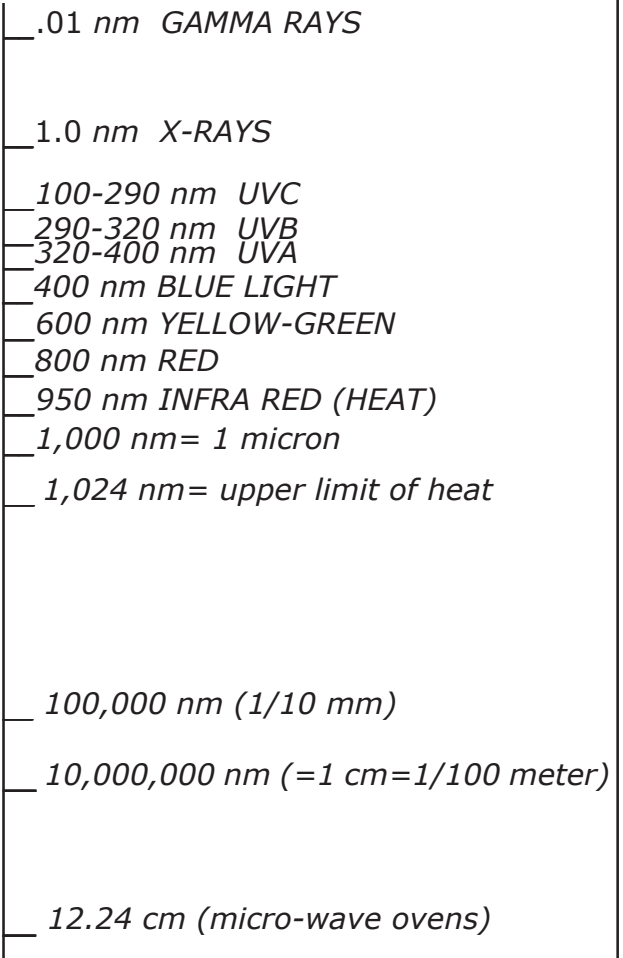 .01 nm GAMMA RAYS
1.0 nm X-RAYS
100-290 nm UVC
290-320 nm UVB
320-400 nm UVA
400 nm BLUE LIGHT
600 nm YELLOW-GREEN
800 nm RED
950 nm INFRA RED (HEAT)
1,000 nm= 1 micron
1,024 nm= upper limit of heat
100,000 nm (1/10 mm)
10,000,000 nm (=1 cm=1/100 meter)
12.24 cm (micro-wave ovens)